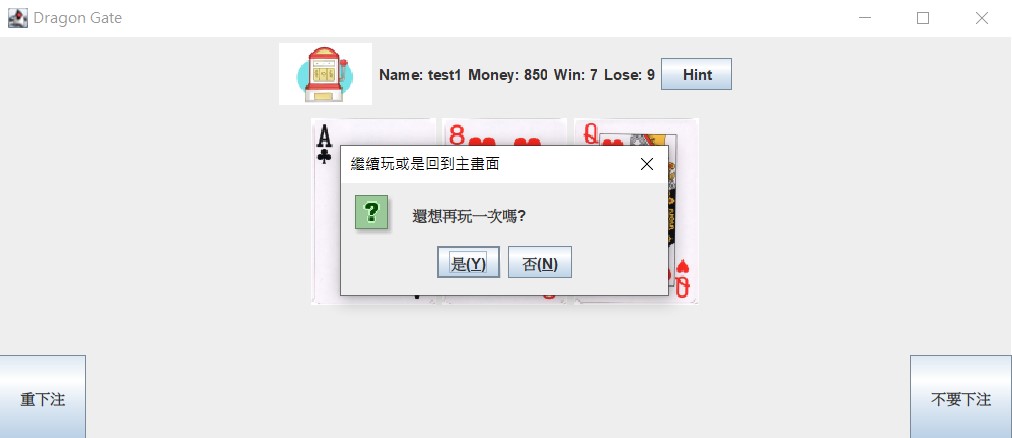 Dragon Gate
Name: test1 Money: 850 Win: 7 Lose: 9 Hint
A 8 Q
繼續玩或是回到主畫面
還想再玩一次嗎?
是(Y) 否(N)
Q
重下注 不要下注